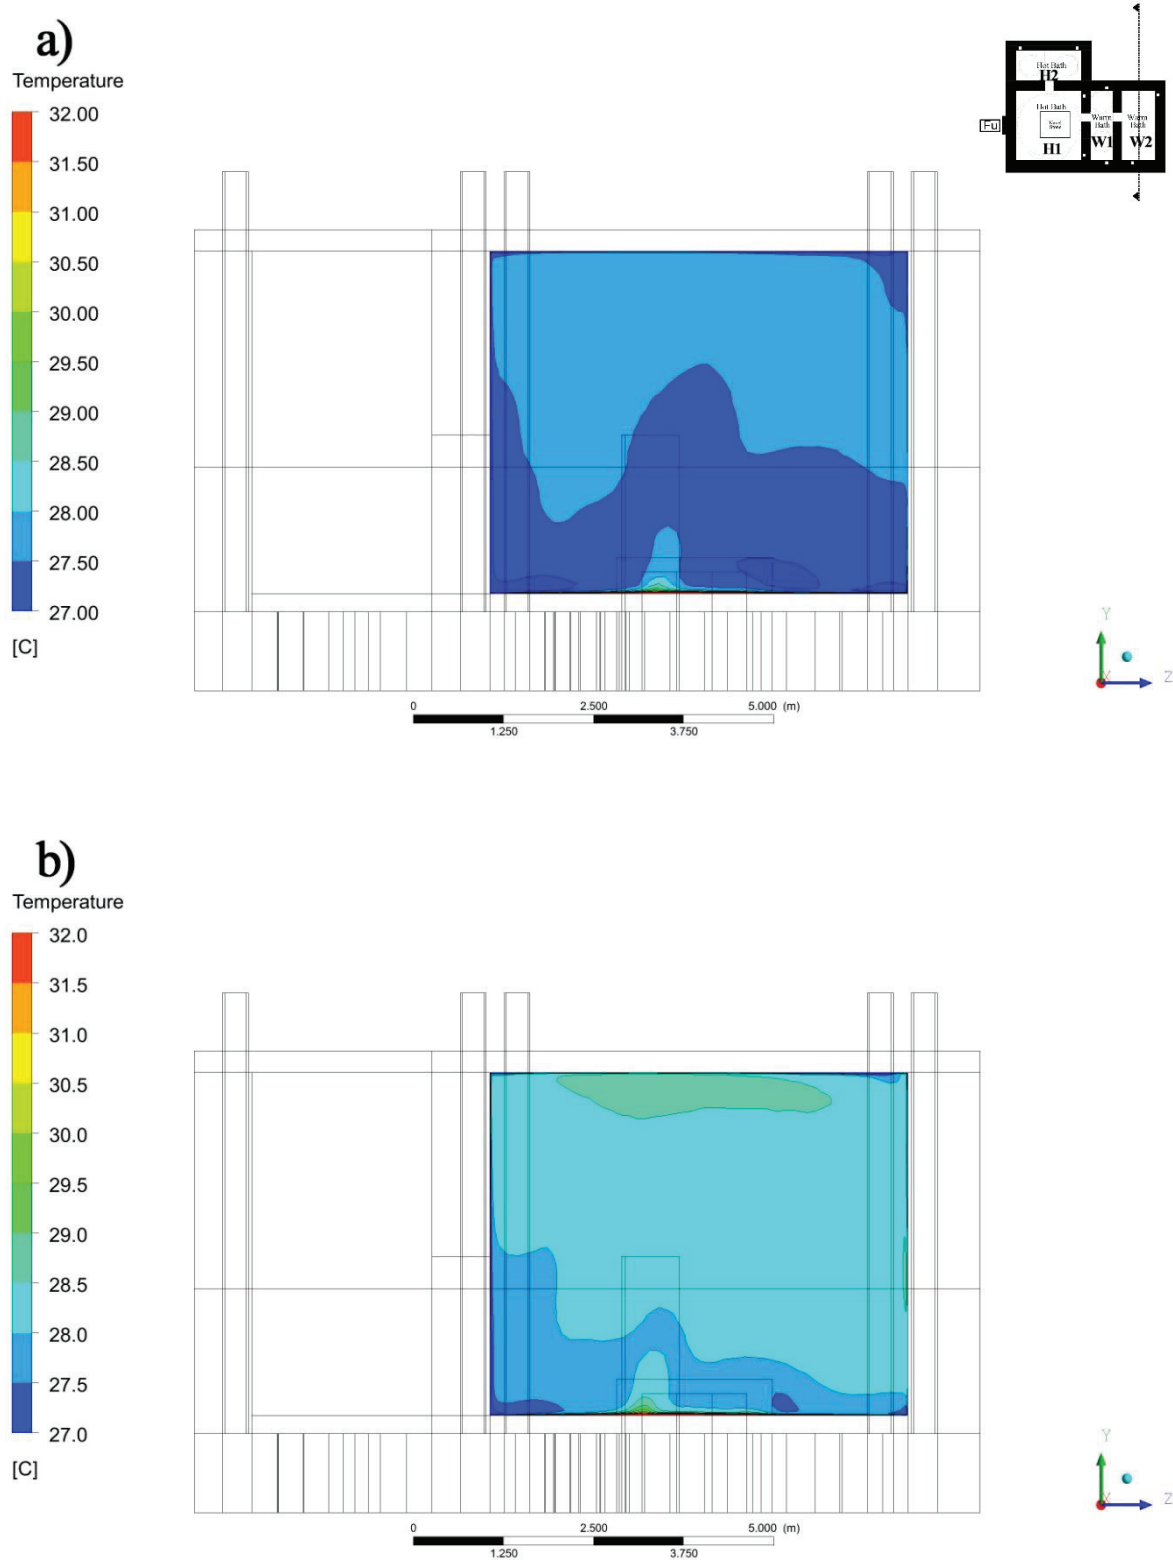 a)
Temperature
32.00
31.50
31.00
30.50
30.00
29.50
29.00
28.50
28.00
27.50
27.00
[C]
Hot Bath
H2
Hot Bath
H1
Fu
Warm
Bath
W1
Warm
Bath
W2
Y
X
Z
0 2.500 5.000 (m)
1.250 3.750
b)
Temperature
32.0
31.5
31.0
30.5
30.0
29.5
29.0
28.5
28.0
27.5
27.0
[C]
Y
X
Z
0 2.500 5.000 (m)
1.250 3.750